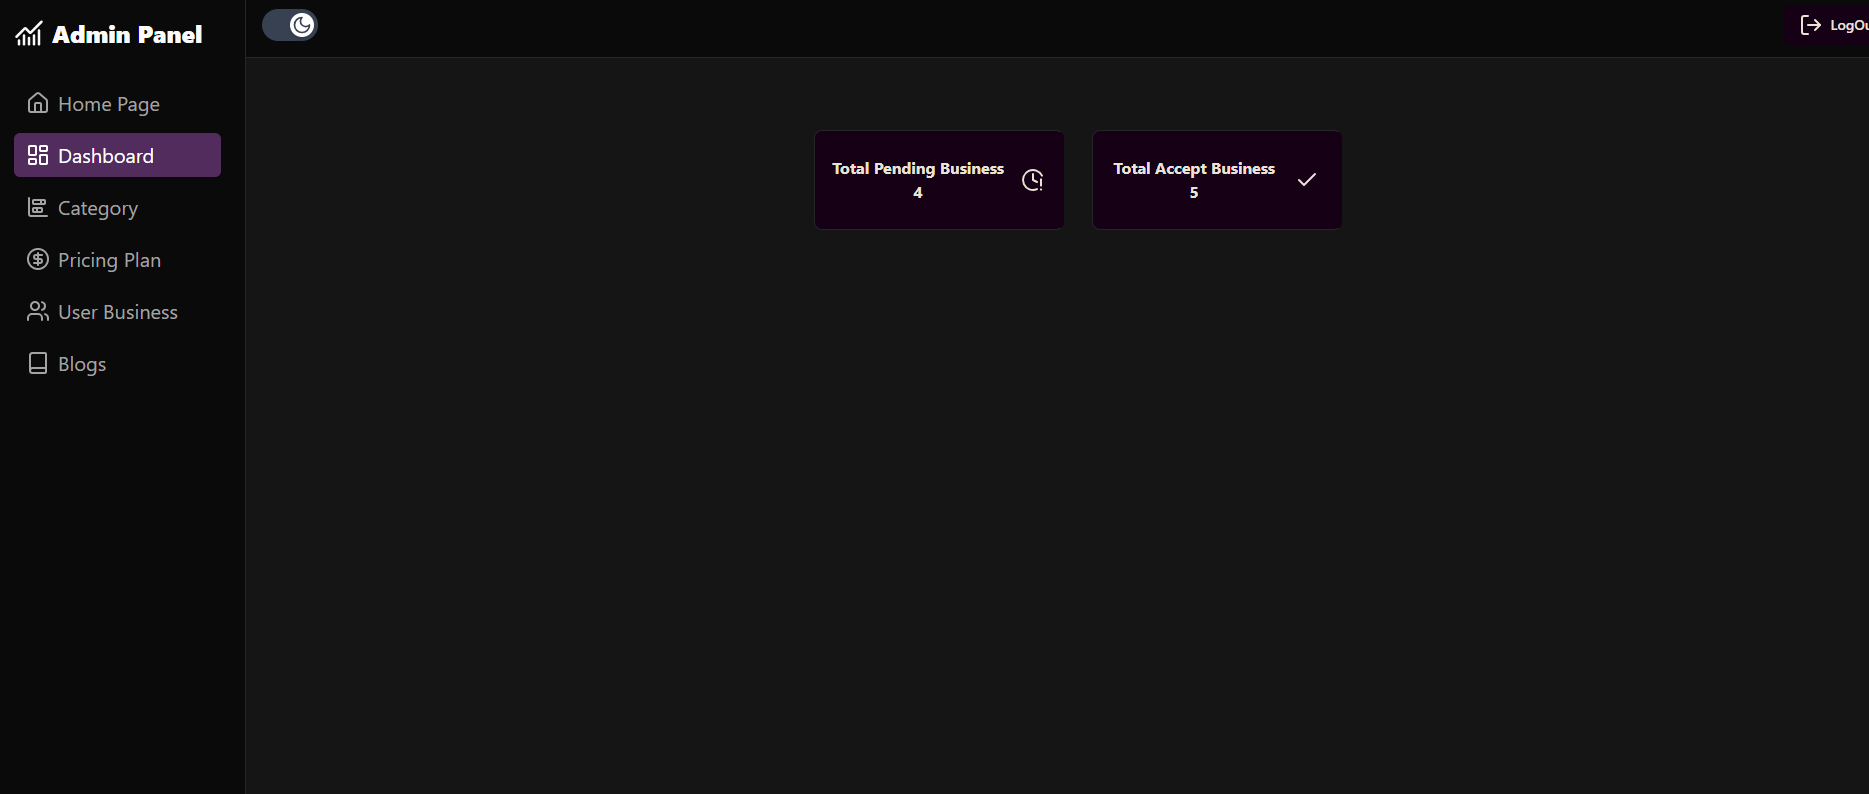 Admin Panel
LogOu
Home Page
Dashboard
Category
Pricing Plan
User Business
Blogs
Total Pending Business
4
Total Accept Business
5